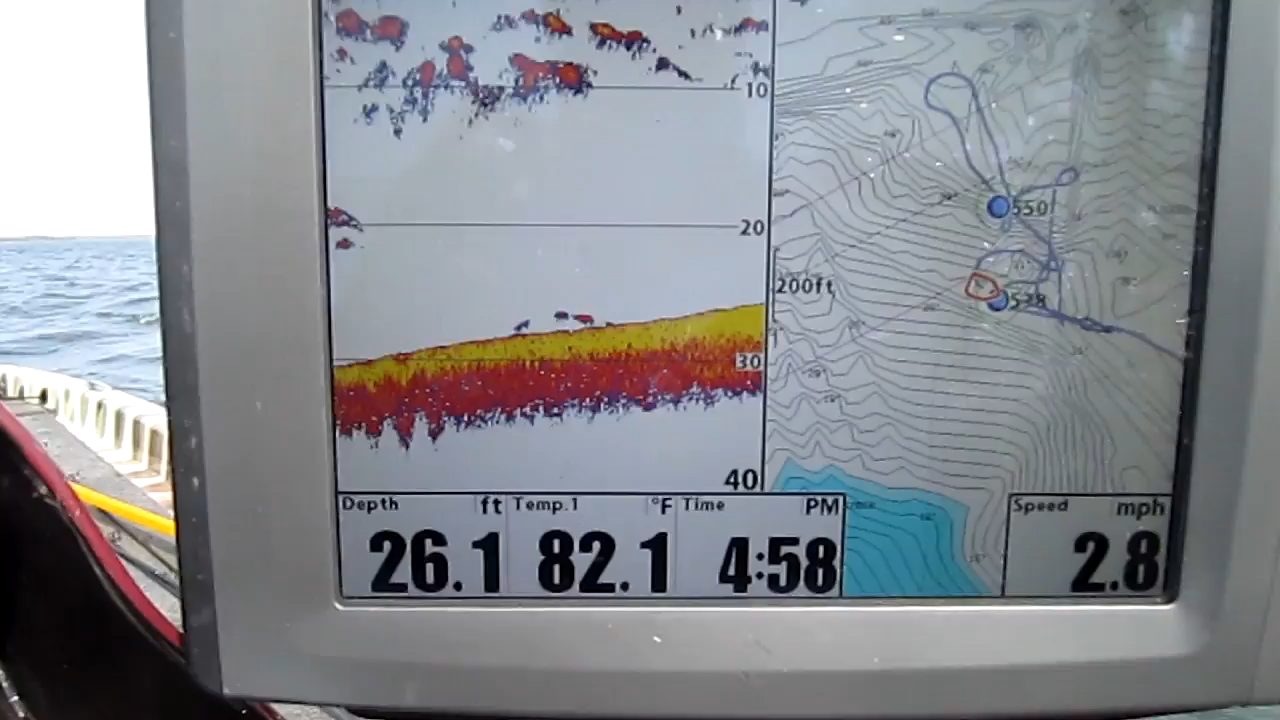 10
20
30
40
550
200ft
528
Depth ft
26.1
Temp.1 °F
82.1
Time PM
4:58
Speed mph
2.8